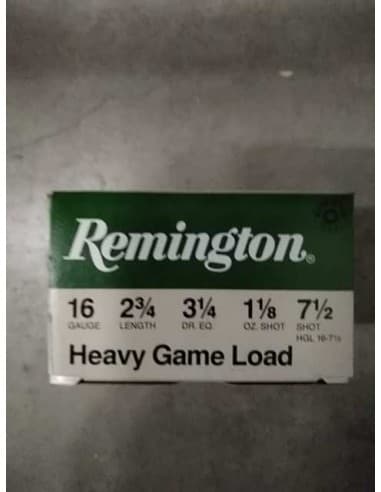 Remington®
16 2¾ 3¼ 1⅛ 7½
GAUGE LENGTH DR. EQ. OZ. SHOT SHOT
HGL 16-7½
Heavy Game Load